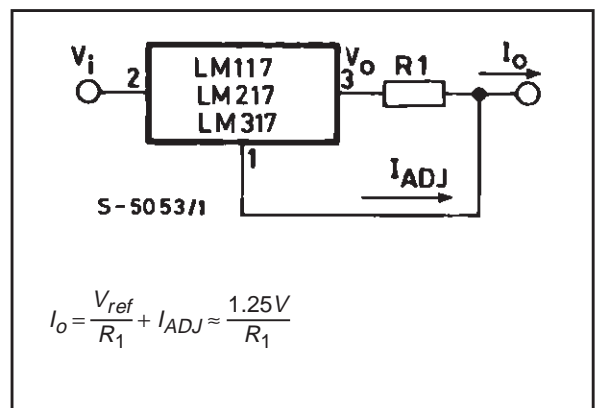 Vi 2 LM117 Vo R1 Io
LM217 3
LM317
1
IADJ
S-5053/1
Io = Vref/R1 + IADJ ≈ 1.25V/R1